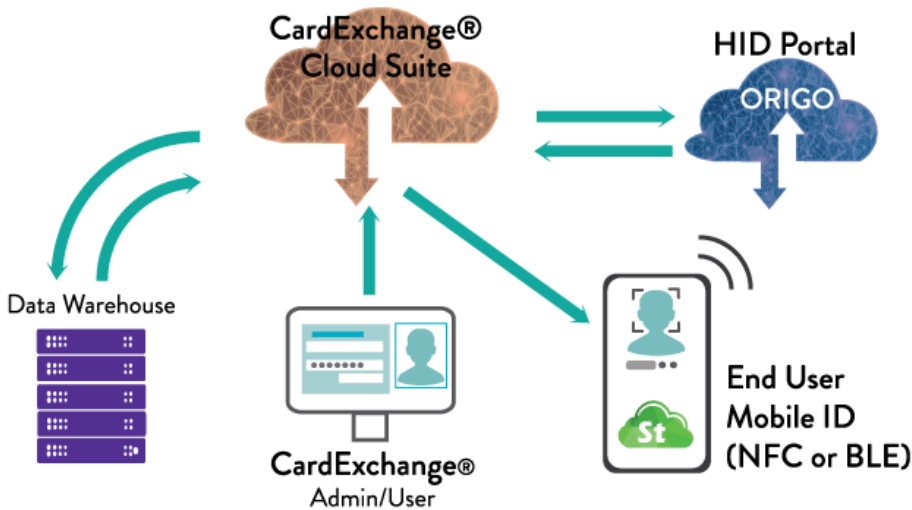 CardExchange®
Cloud Suite
HID Portal
ORIGO
Data Warehouse
CardExchange®
Admin/User
St
End User
Mobile ID
(NFC or BLE)